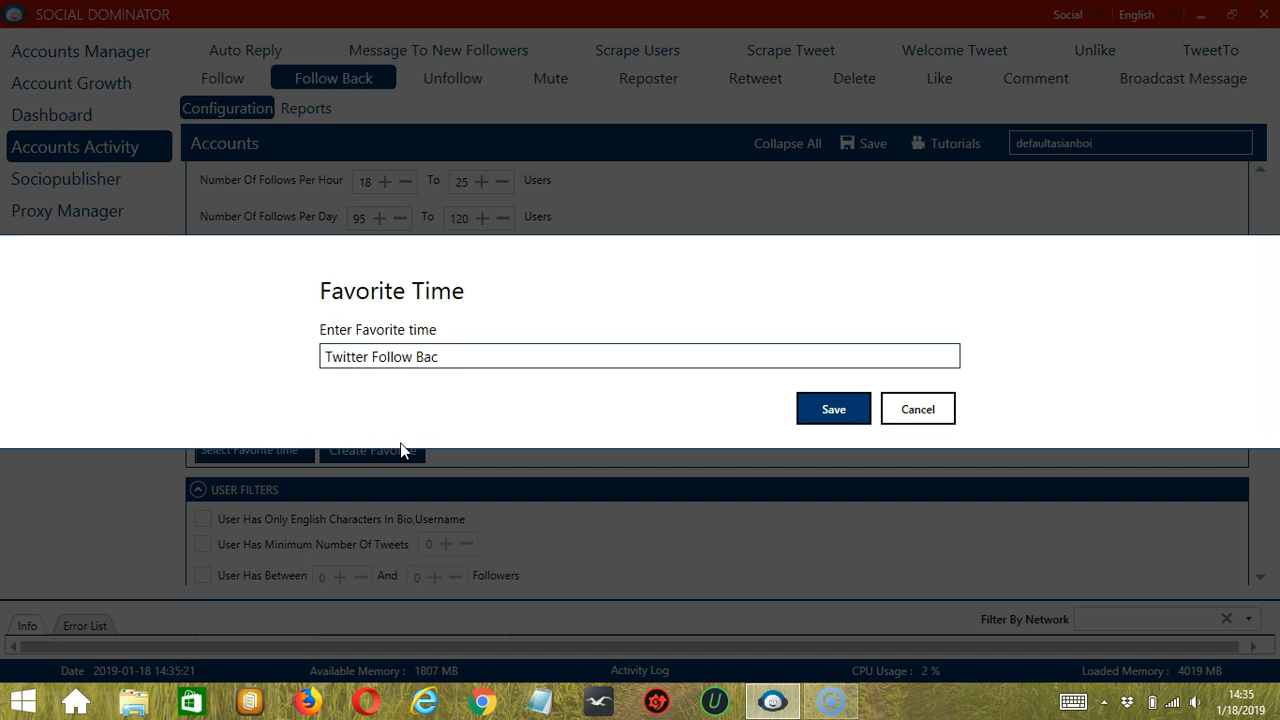 SOCIAL DOMINATOR
Social
English
Accounts Manager
Account Growth
Dashboard
Accounts Activity
Sociopublisher
Proxy Manager
Auto Reply Message To New Followers Scrape Users Scrape Tweet Welcome Tweet Unlike TweetTo
Follow Follow Back Unfollow Mute Reposter Retweet Delete Like Comment Broadcast Message
Configuration Reports
Accounts Collapse All Save Tutorials defaultasianboi
Number Of Follows Per Hour 18 + − To 25 + − Users
Number Of Follows Per Day 95 + − To 120 + − Users
Favorite Time
Enter Favorite time
Twitter Follow Bac
Save Cancel
Select Favorite time Create Favorite
USER FILTERS
User Has Only English Characters In Bio,Username
User Has Minimum Number Of Tweets 0 + −
User Has Between 0 + − And 0 + − Followers
Info Error List Filter By Network
Date 2019-01-18 14:35:21 Available Memory : 1807 MB Activity Log CPU Usage : 2 % Loaded Memory : 4019 MB
14:35
1/18/2019